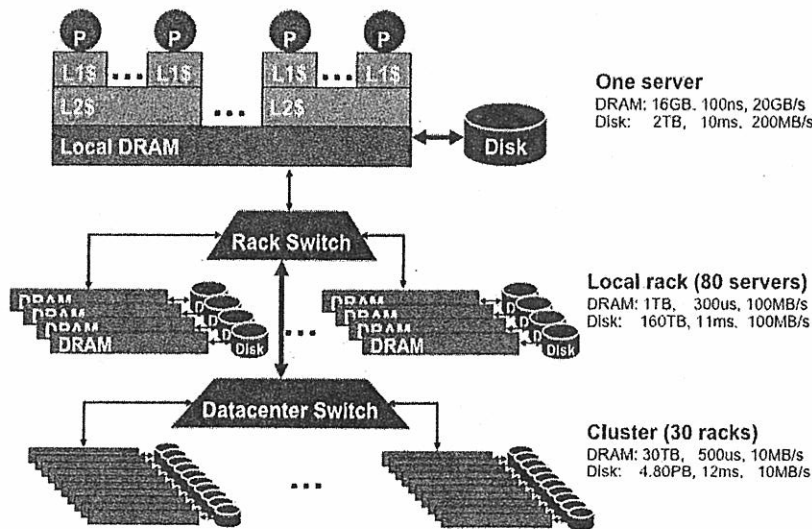 P P P P
L1$ ... L1$ ... L1$ ... L1$
L2$ ... L2$
Local DRAM
Disk
One server
DRAM: 16GB, 100ns, 20GB/s
Disk: 2TB, 10ms, 200MB/s
Rack Switch
DRAM D DRAM D
DRAM D DRAM D
DRAM D DRAM D
DRAM Disk ... DRAM Disk
Local rack (80 servers)
DRAM: 1TB, 300us, 100MB/s
Disk: 160TB, 11ms, 100MB/s
Datacenter Switch
...
Cluster (30 racks)
DRAM: 30TB, 500us, 10MB/s
Disk: 4.80PB, 12ms, 10MB/s